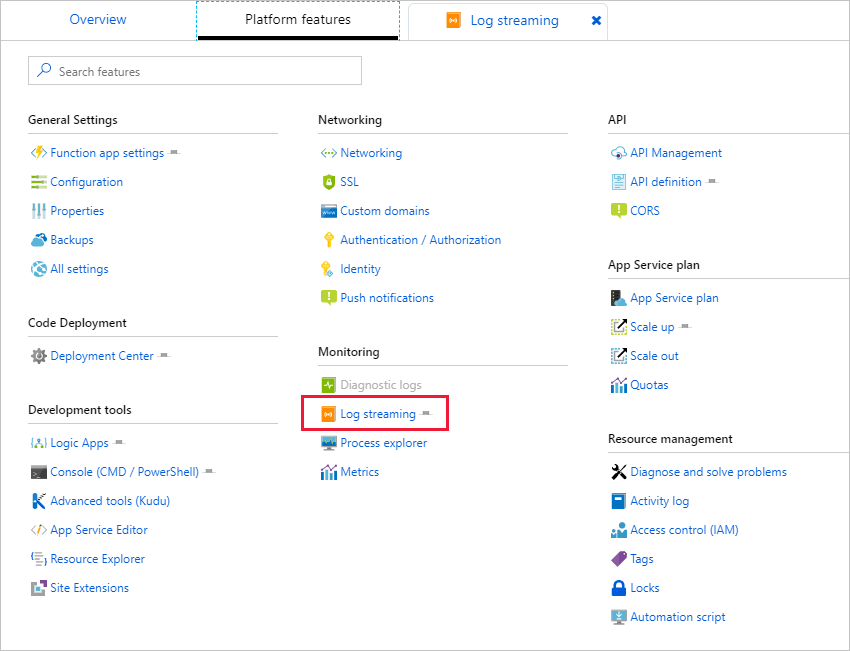 Overview
Platform features
Log streaming
Search features
General Settings
Function app settings
Configuration
Properties
Backups
All settings
Code Deployment
Deployment Center
Development tools
Logic Apps
Console (CMD / PowerShell)
Advanced tools (Kudu)
App Service Editor
Resource Explorer
Site Extensions
Networking
Networking
SSL
Custom domains
Authentication / Authorization
Identity
Push notifications
Monitoring
Diagnostic logs
Log streaming
Process explorer
Metrics
API
API Management
API definition
CORS
App Service plan
App Service plan
Scale up
Scale out
Quotas
Resource management
Diagnose and solve problems
Activity log
Access control (IAM)
Tags
Locks
Automation script